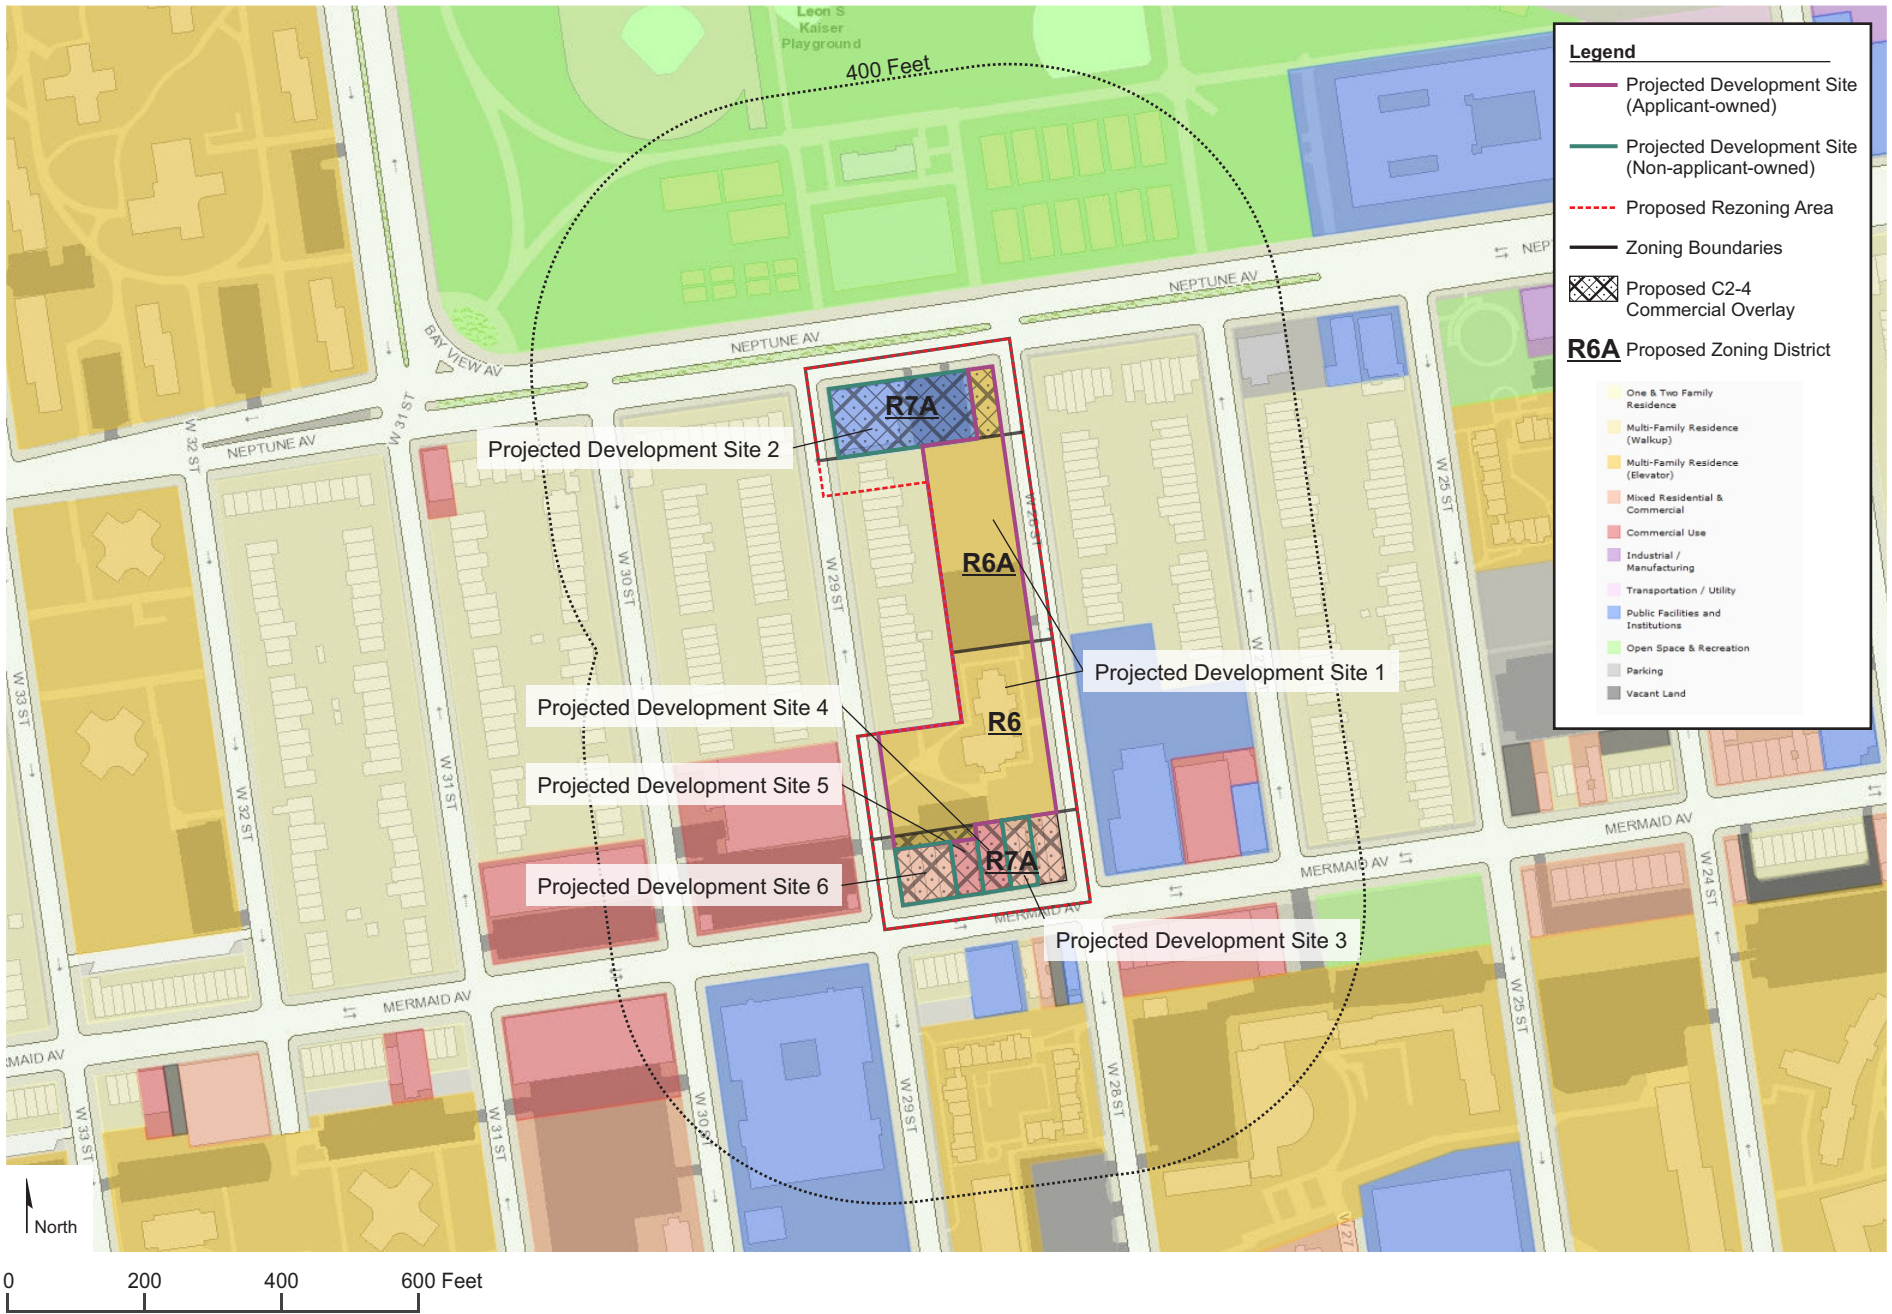 Leon S
Kaiser
Playground
400 Feet
Legend
Projected Development Site
(Applicant-owned)
Projected Development Site
(Non-applicant-owned)
Proposed Rezoning Area
Zoning Boundaries
Proposed C2-4
Commercial Overlay
R6A Proposed Zoning District
One & Two Family
Residence
Multi-Family Residence
(Walkup)
Multi-Family Residence
(Elevator)
Mixed Residential &
Commercial
Commercial Use
Industrial /
Manufacturing
Transportation / Utility
Public Facilities and
Institutions
Open Space & Recreation
Parking
Vacant Land
NEPTUNE AV
NEPTUNE AV
BAY VIEW AV
NEPTUNE AV
W 31 ST
W 32 ST
R7A
Projected Development Site 2
W 25 ST
W 30 ST
W 29 ST
W 28 ST
R6A
Projected Development Site 1
R6
W 33 ST
Projected Development Site 4
W 31 ST
W 32 ST
Projected Development Site 5
R7A
Projected Development Site 6
MERMAID AV
MERMAID AV
MERMAID AV
W 24 ST
Projected Development Site 3
MERMAID AV
W 25 ST
W 33 ST
W 31 ST
W 30 ST
W 29 ST
W 28 ST
W 27
North
0 200 400 600 Feet